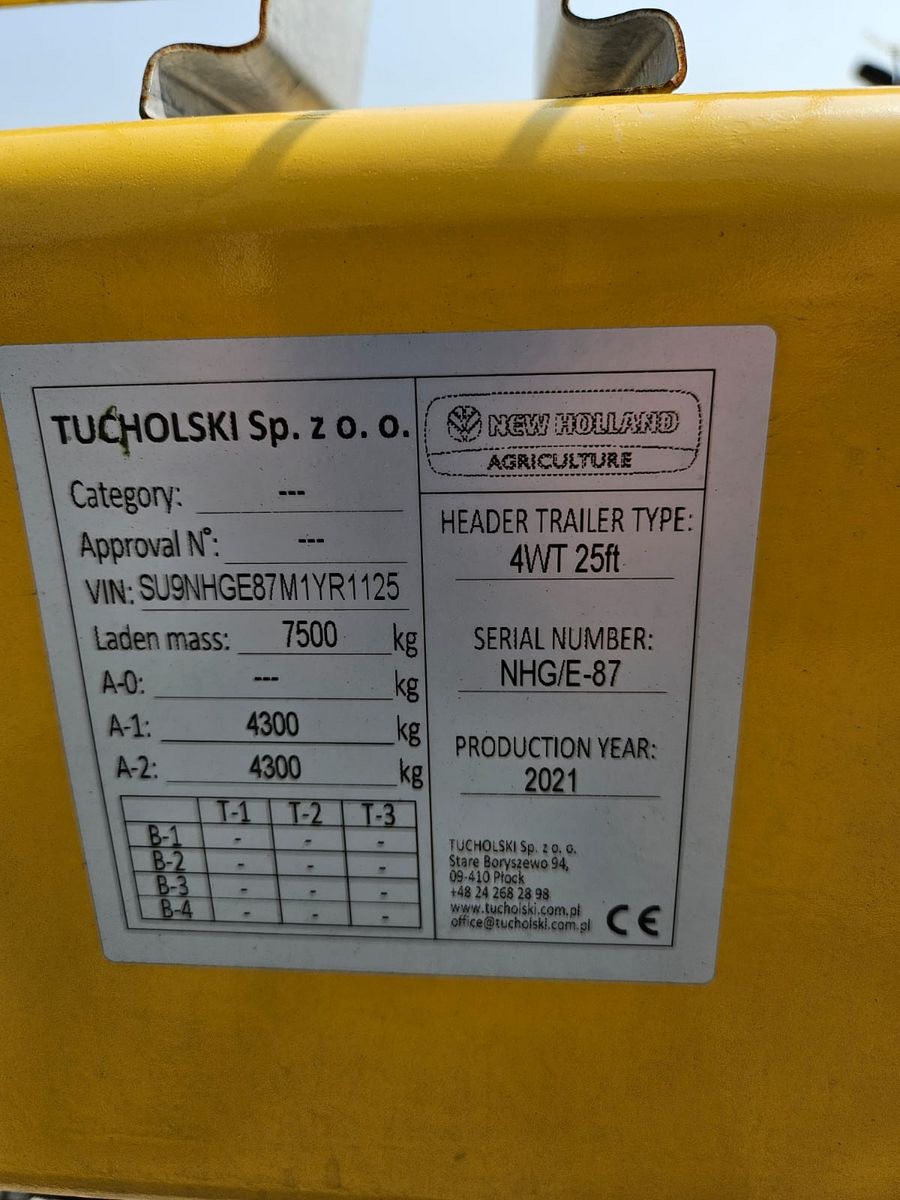 TUCHOLSKI Sp. z o. o.
Category: ---
Approval N°: ---
VIN: SU9NHGE87M1YR1125
Laden mass: 7500 kg
A-0: --- kg
A-1: 4300 kg
A-2: 4300 kg
T-1 T-2 T-3
B-1 - - -
B-2 - - -
B-3 - - -
B-4 - - -
NEW HOLLAND
AGRICULTURE
HEADER TRAILER TYPE:
4WT 25ft
SERIAL NUMBER:
NHG/E-87
PRODUCTION YEAR:
2021
TUCHOLSKI Sp. z o. o.
Stare Boryszewo 94,
09-410 Płock
+48 24 268 28 98
www.tucholski.com.pl
office@tucholski.com.pl
CE